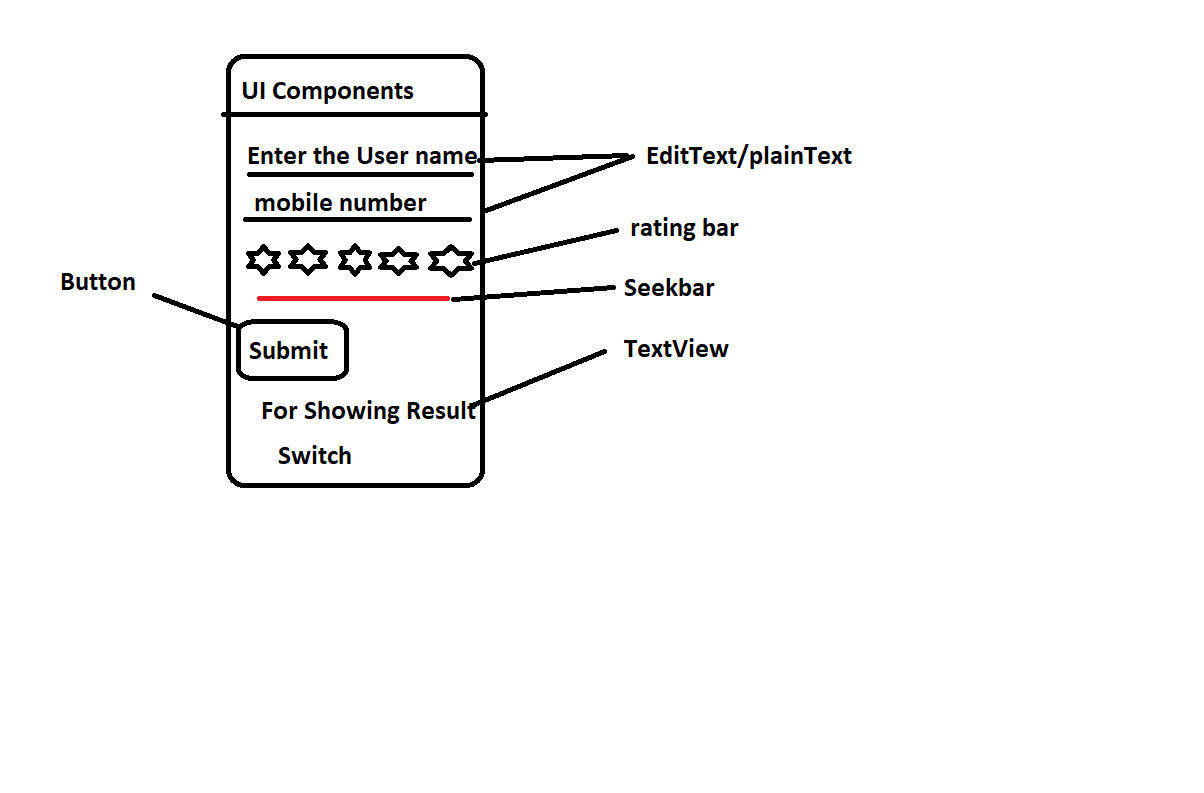 UI Components
Enter the User name
EditText/plainText
mobile number
rating bar
Button
Seekbar
Submit
TextView
For Showing Result
Switch